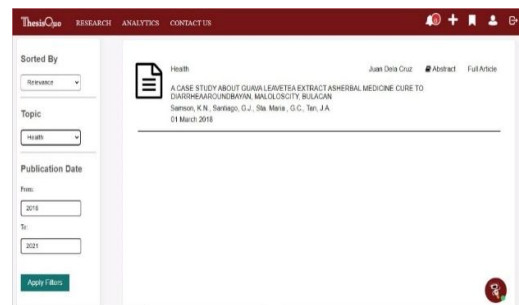 ThesisQuo RESEARCH ANALYTICS CONTACT US
Sorted By
Relevance
Topic
Health
Publication Date
From:
2018
To:
2021
Apply Filters
Health Juan Dela Cruz Abstract Full Article
A CASE STUDY ABOUT GUAVA LEAVETEA EXTRACT ASHERBAL MEDICINE CURE TO
DIARRHEAAROUNDBAYAN, MALOLOSCITY, BULACAN
Samson, K.N., Santiago, G.J., Sta. Maria , G.C., Tan, J.A.
01 March 2018